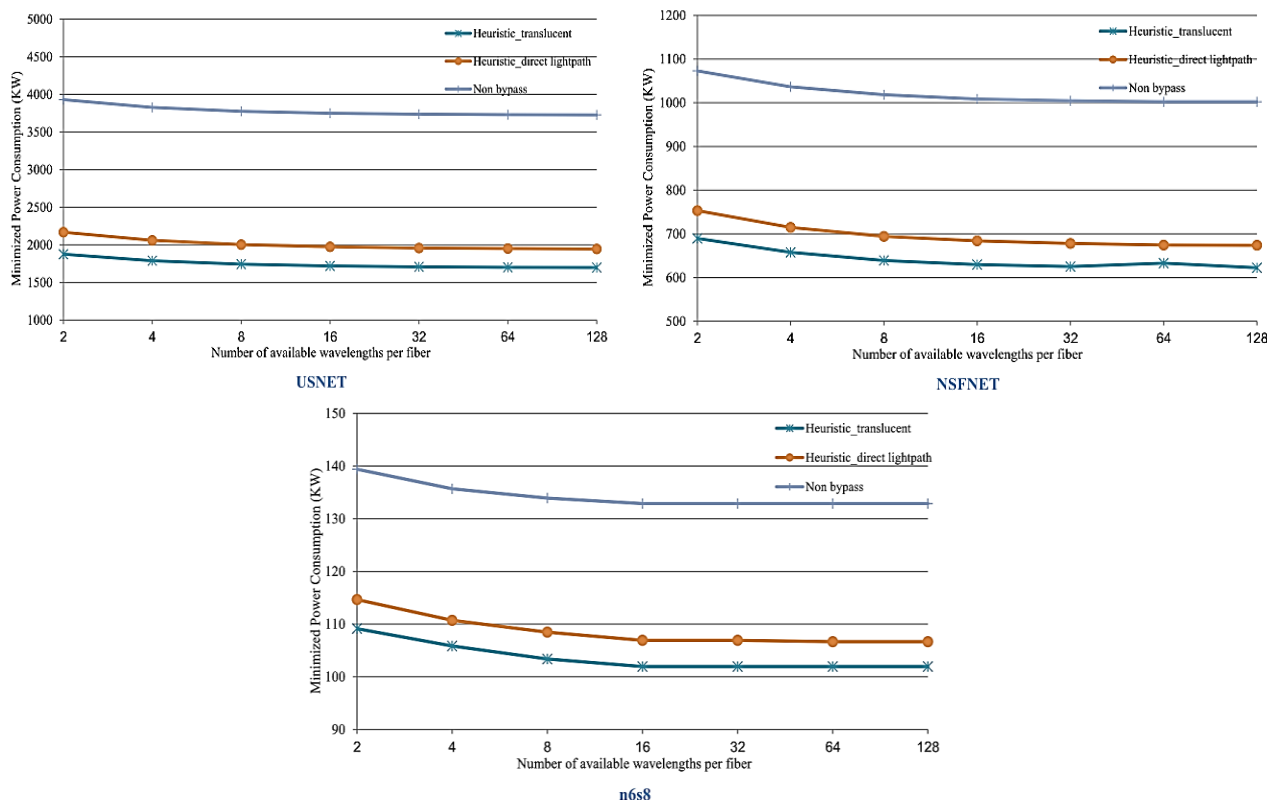 5000
4500
4000
3500
3000
2500
2000
1500
1000
Minimized Power Consumption (KW)
Heuristic_translucent
Heuristic_direct lightpath
Non bypass
2 4 8 16 32 64 128
Number of available wavelengths per fiber
USNET
1200
1100
1000
900
800
700
600
500
Minimized Power Consumption (KW)
Heuristic_translucent
Heuristic_direct lightpath
Non bypass
2 4 8 16 32 64 128
Number of available wavelengths per fiber
NSFNET
150
140
130
120
110
100
90
Minimized Power Consumption (KW)
Heuristic_translucent
Heuristic_direct lightpath
Non bypass
2 4 8 16 32 64 128
Number of available wavelengths per fiber
n6s8